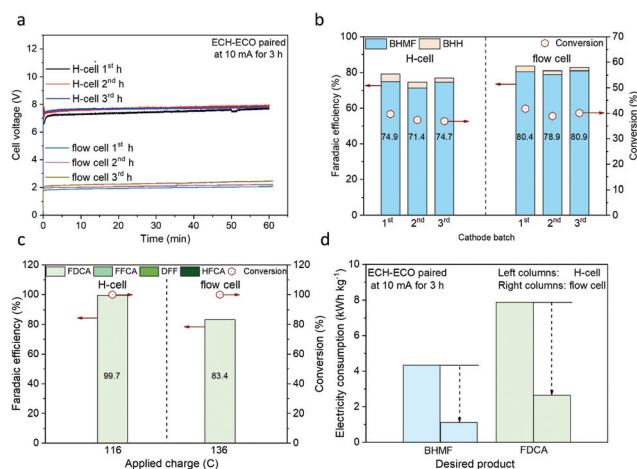 a
ECH-ECO paired
at 10 mA for 3 h
H-cell 1st h
H-cell 2nd h
H-cell 3rd h
flow cell 1st h
flow cell 2nd h
flow cell 3rd h
Cell voltage (V)
12
10
8
6
4
2
0
0 10 20 30 40 50 60
Time (min)
b
BHMF BHH Conversion
H-cell flow cell
Faradaic efficiency (%)
100
80
60
40
20
0
74.9 71.4 74.7 80.4 78.9 80.9
1st 2nd 3rd 1st 2nd 3rd
Cathode batch
70
60
50
40
30
20
10
0
Conversion (%)
c
FDCA FFCA DFF HFCA Conversion
H-cell flow cell
Faradaic efficiency (%)
120
100
80
60
40
20
0
99.7 83.4
116 136
Applied charge (C)
140
120
100
80
60
40
20
0
Conversion (%)
d
ECH-ECO paired
at 10 mA for 3 h
Left columns: H-cell
Right columns: flow cell
Electricity consumption (kWh kg-1)
10
8
6
4
2
0
BHMF FDCA
Desired product